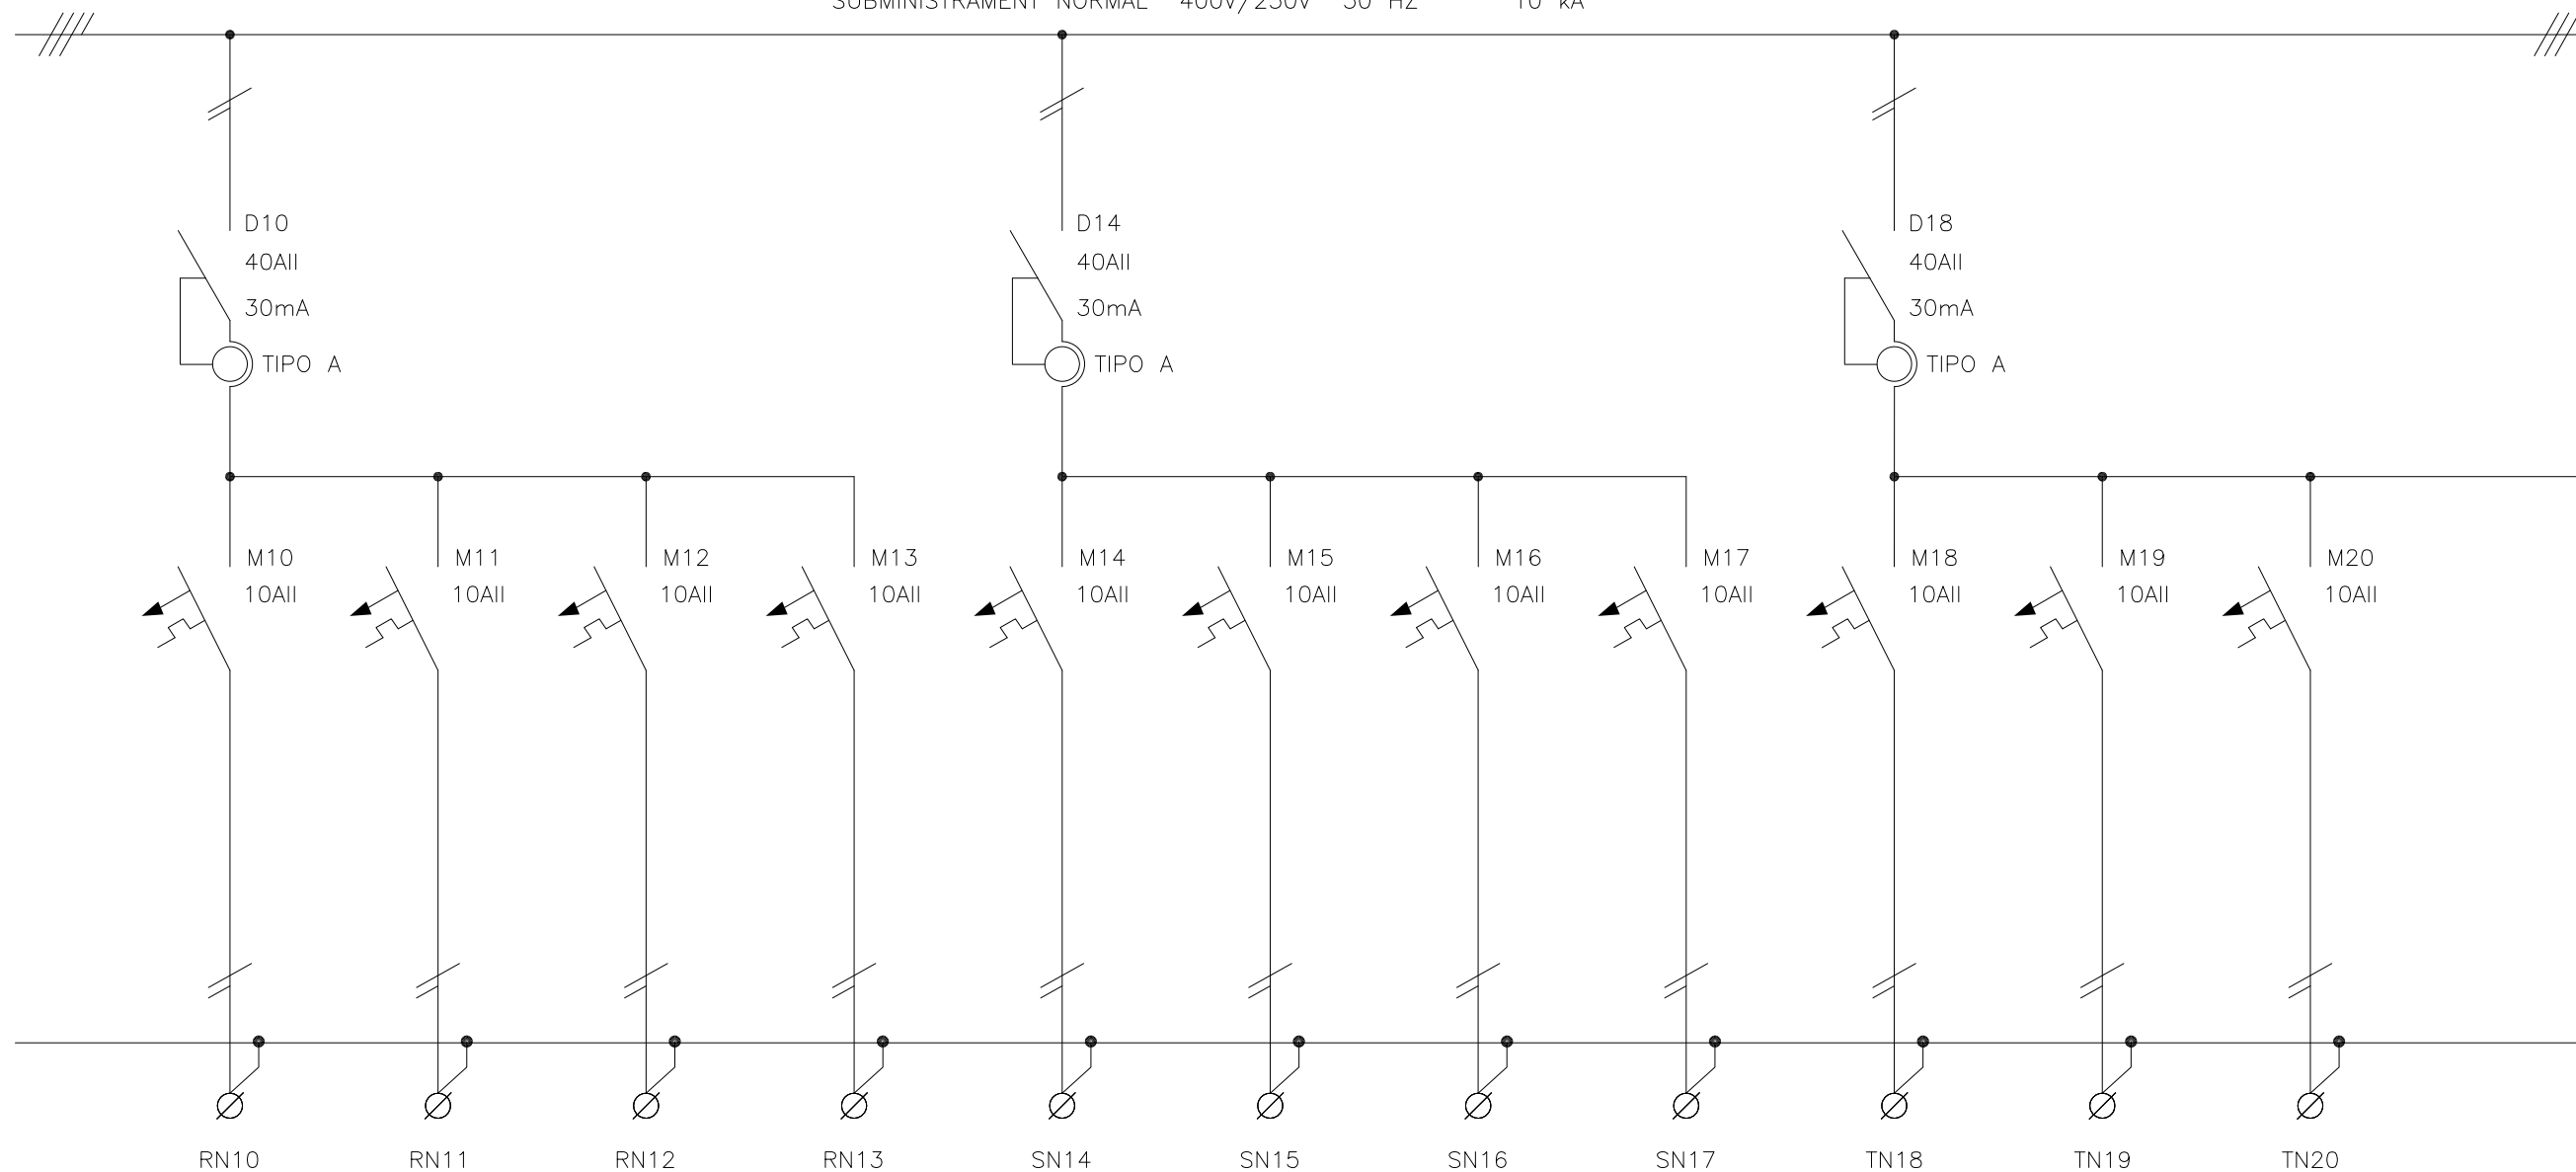 SUBMINISTRAMENT NORMAL 400V/230V 50 HZ 10 kA
D10 D14 D18
40AII 40AII 40AII
30mA 30mA 30mA
TIPO A TIPO A TIPO A
M10 M11 M12 M13 M14 M15 M16 M17 M18 M19 M20
10AII 10AII 10AII 10AII 10AII 10AII 10AII 10AII 10AII 10AII 10AII
RN10 RN11 RN12 RN13 SN14 SN15 SN16 SN17 TN18 TN19 TN20